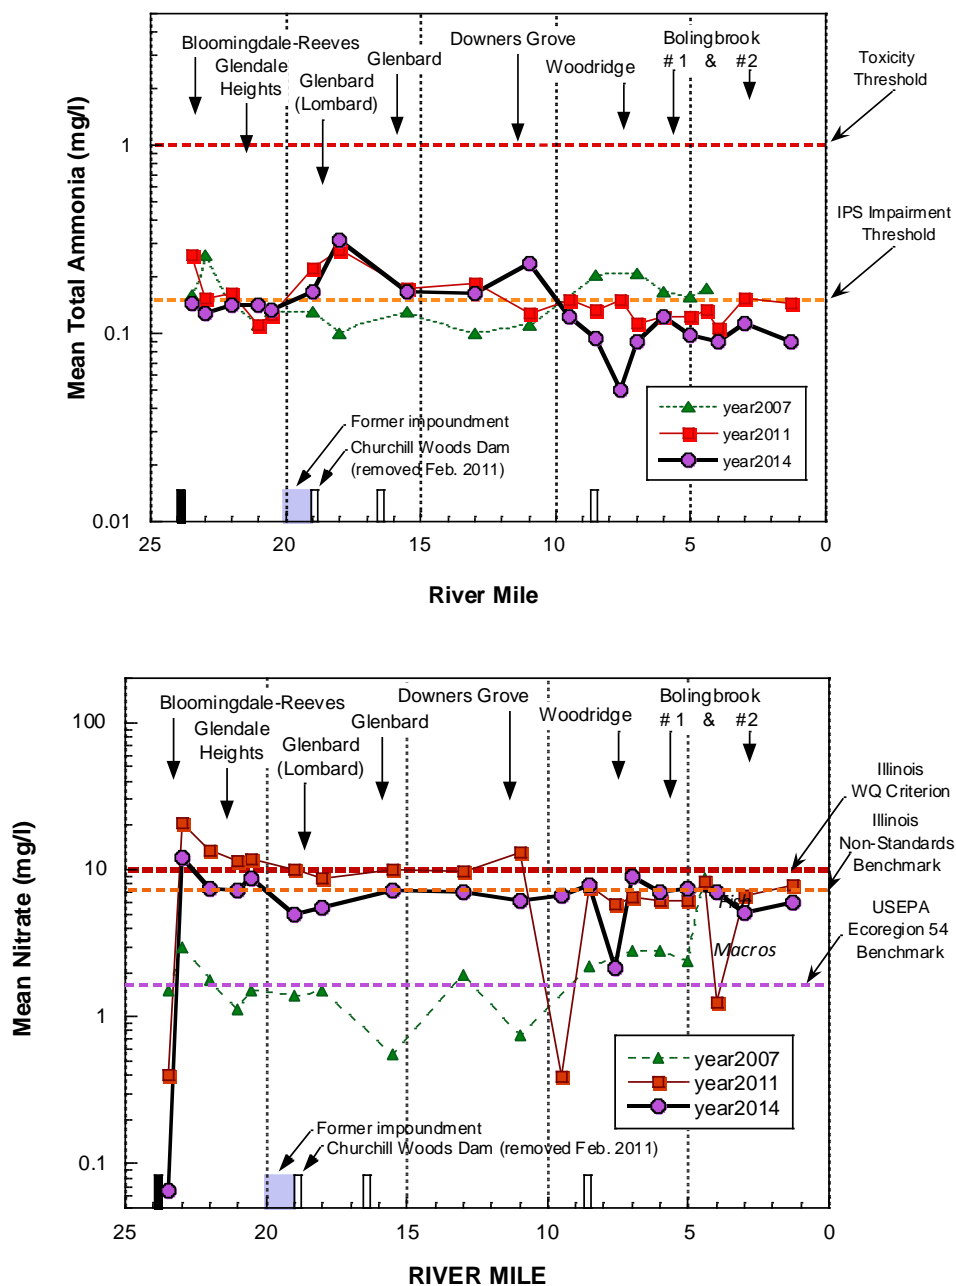 Bloomingdale-Reeves
Glendale
Heights
Glenbard
(Lombard)
Glenbard
Downers Grove
Woodridge
Bolingbrook
#1 & #2
Toxicity
Threshold
IPS Impairment
Threshold
Mean Total Ammonia (mg/l)
1
0.1
0.01
year2007
year2011
year2014
Former impoundment
Churchill Woods Dam
(removed Feb. 2011)
25 20 15 10 5 0
River Mile
Bloomingdale-Reeves
Glendale
Heights
Glenbard
(Lombard)
Glenbard
Downers Grove
Woodridge
Bolingbrook
#1 & #2
Illinois
WQ Criterion
Illinois
Non-Standards
Benchmark
USEPA
Ecoregion 54
Benchmark
Mean Nitrate (mg/l)
100
10
1
0.1
Macros
year2007
year2011
year2014
Former impoundment
Churchill Woods Dam (removed Feb. 2011)
25 20 15 10 5 0
RIVER MILE